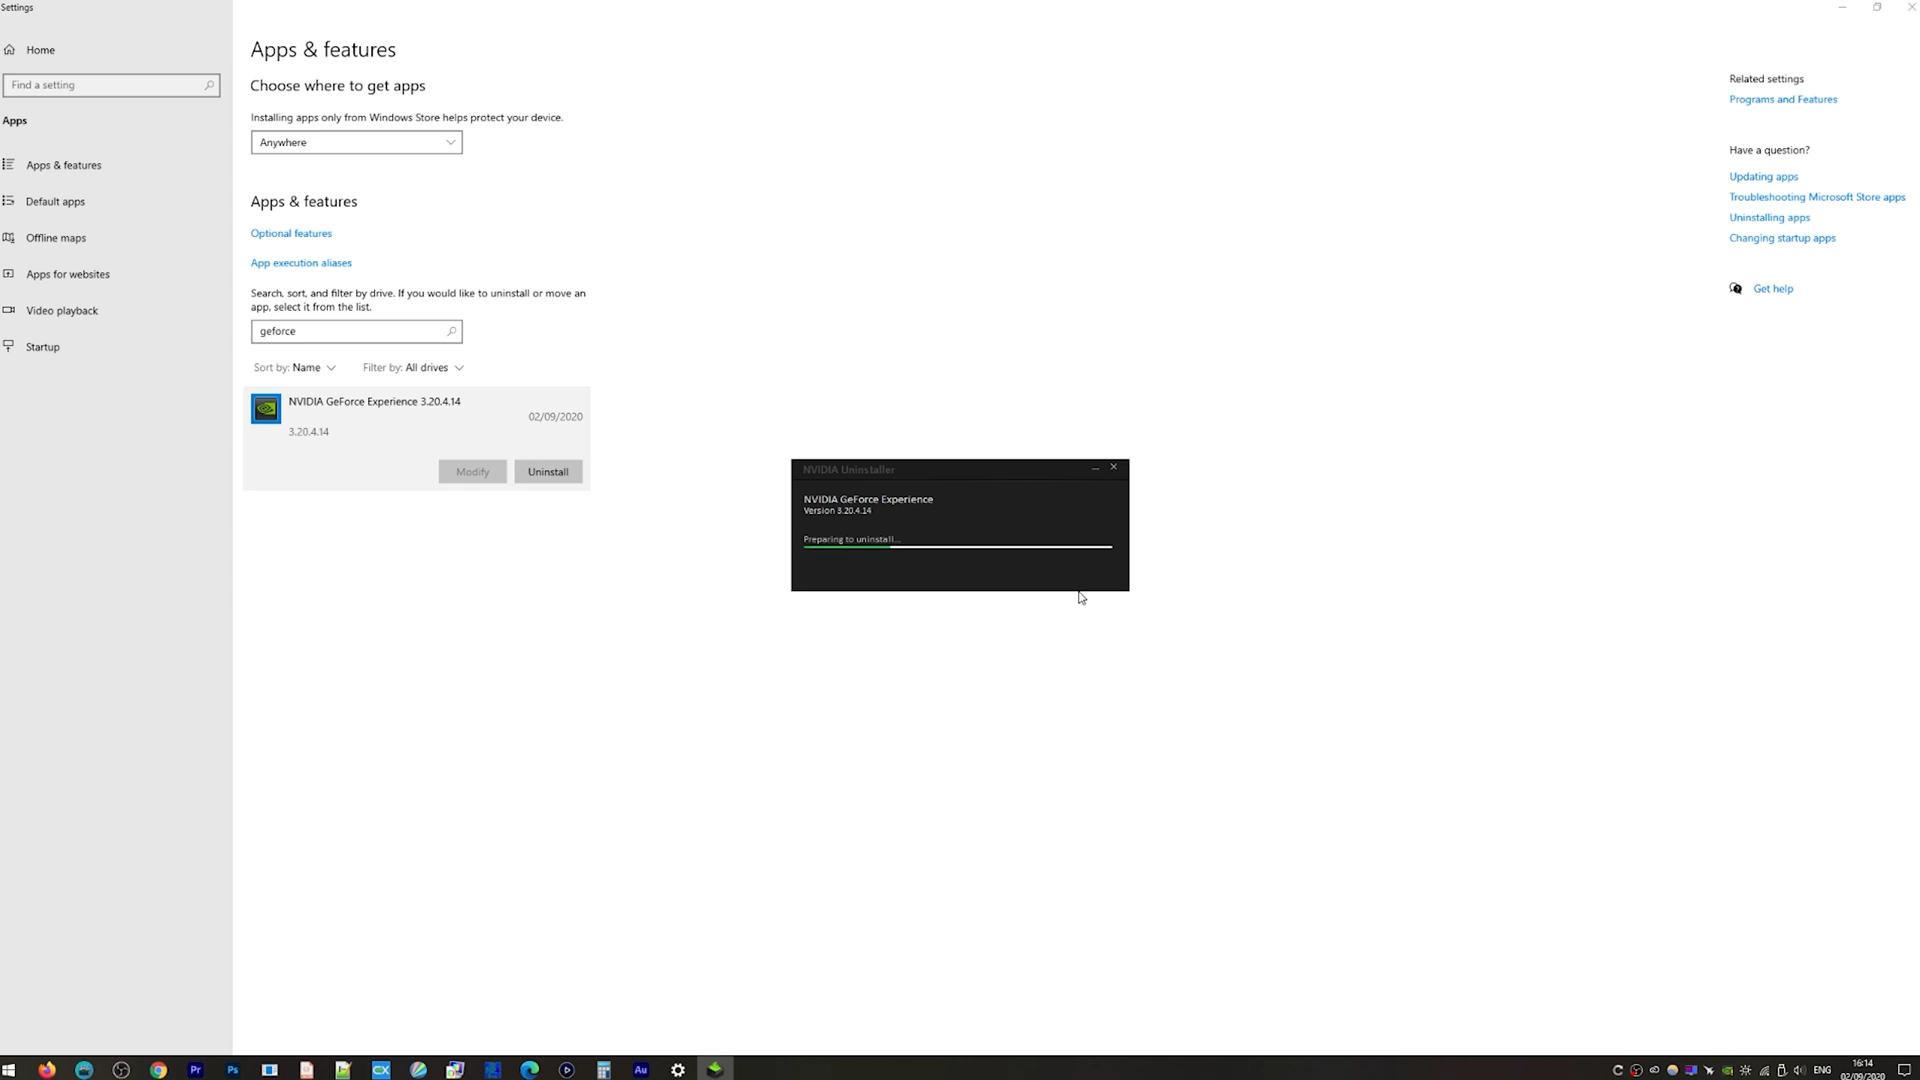 Settings
Home
Find a setting
Apps
Apps & features
Default apps
Offline maps
Apps for websites
Video playback
Startup
Apps & features
Choose where to get apps
Installing apps only from Windows Store helps protect your device.
Anywhere
Apps & features
Optional features
App execution aliases
Search, sort, and filter by drive. If you would like to uninstall or move an
app, select it from the list.
geforce
Sort by: Name
Filter by: All drives
NVIDIA GeForce Experience 3.20.4.14
02/09/2020
3.20.4.14
Modify
Uninstall
NVIDIA Uninstaller
NVIDIA GeForce Experience
Version 3.20.4.14
Preparing to uninstall...
Related settings
Programs and Features
Have a question?
Updating apps
Troubleshooting Microsoft Store apps
Uninstalling apps
Changing startup apps
Get help
Pr
Ps
CX
Au
ENG
16:14
02/09/2020